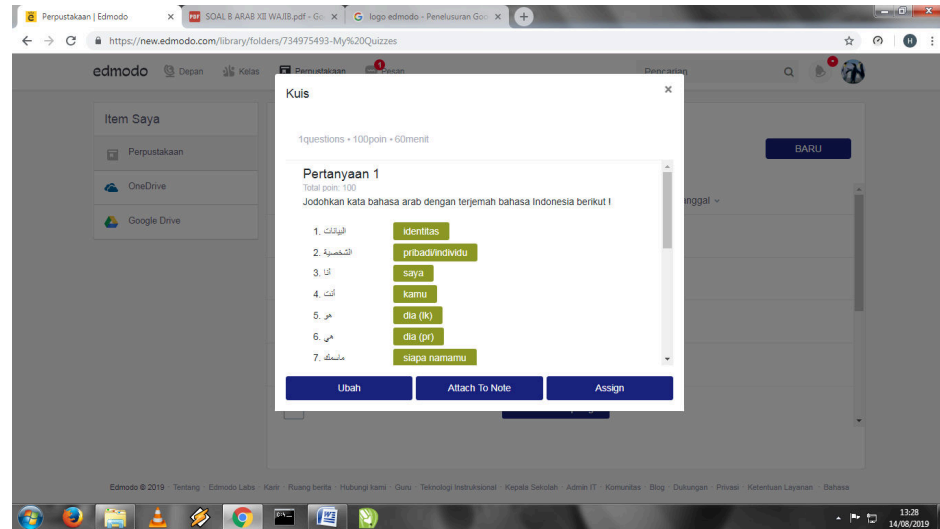 Perpustakaan | Edmodo
SOAL B ARAB XII WAJIB.pdf - Go
logo edmodo - Penelusuran Goo
https://new.edmodo.com/library/folders/734975493-My%20Quizzes
H
edmodo Depan Kelas Perpustakaan 1 Pesan Pencarian
Item Saya
Perpustakaan
OneDrive
Google Drive
BARU
anggal
Kuis
1questions • 100poin • 60menit
Pertanyaan 1
Total poin: 100
Jodohkan kata bahasa arab dengan terjemah bahasa Indonesia berikut !
1. البيانات identitas
2. الشخصية pribadi/individu
3. أنا saya
4. أنت kamu
5. هو dia (lk)
6. هي dia (pr)
7. مااسمك siapa namamu
Ubah Attach To Note Assign
Edmodo © 2019 · Tentang · Edmodo Labs · Karir · Ruang berita · Hubungi kami · Guru · Teknologi Instruksional · Kepala Sekolah · Admin IT · Komunitas · Blog · Dukungan · Privasi · Ketentuan Layanan · Bahasa
13:28
14/08/2019